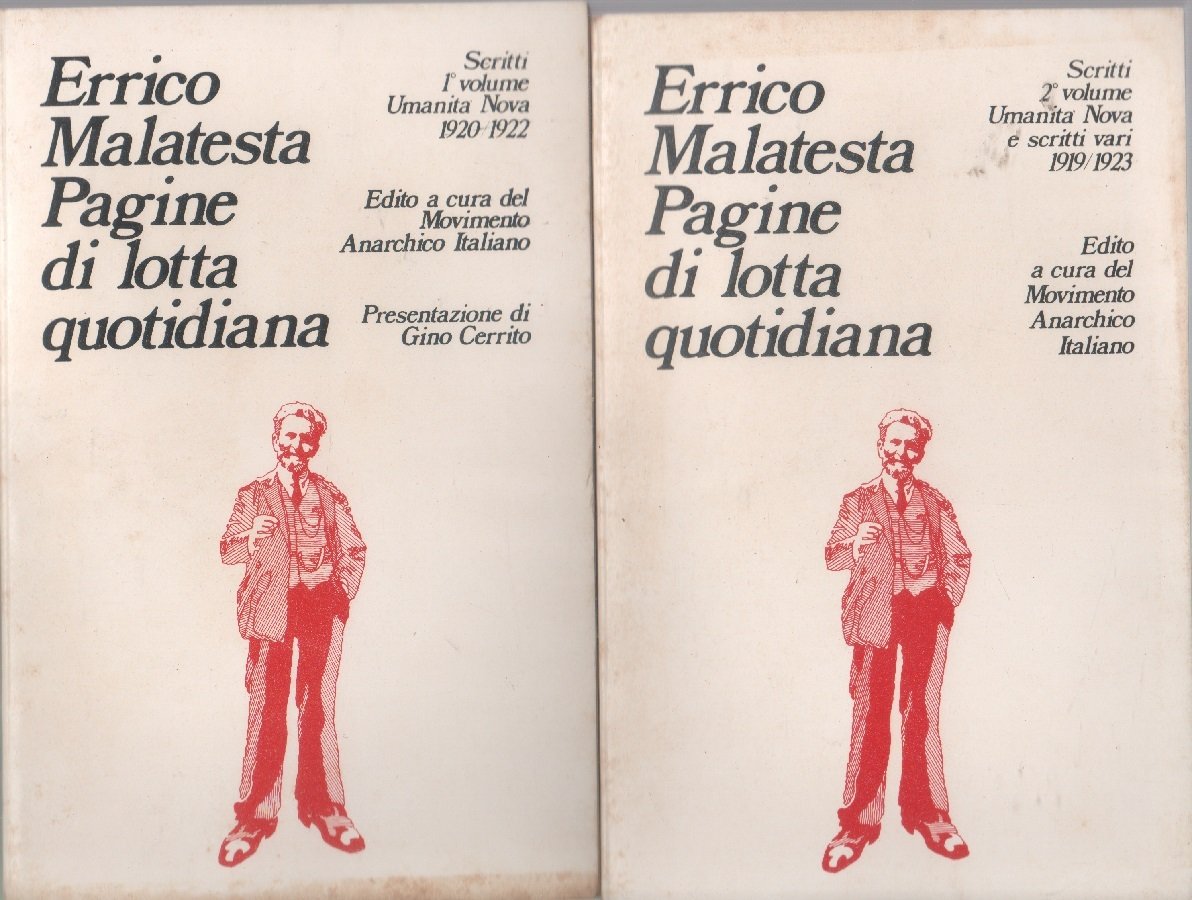 Errico
Malatesta
Pagine
di lotta
quotidiana
Scritti
1° volume
Umanita Nova
1920/1922
Edito a cura del
Movimento
Anarchico Italiano
Presentazione di
Gino Cerrito
Errico
Malatesta
Pagine
di lotta
quotidiana
Scritti
2° volume
Umanita Nova
e scritti vari
1919/1923
Edito
a cura del
Movimento
Anarchico
Italiano